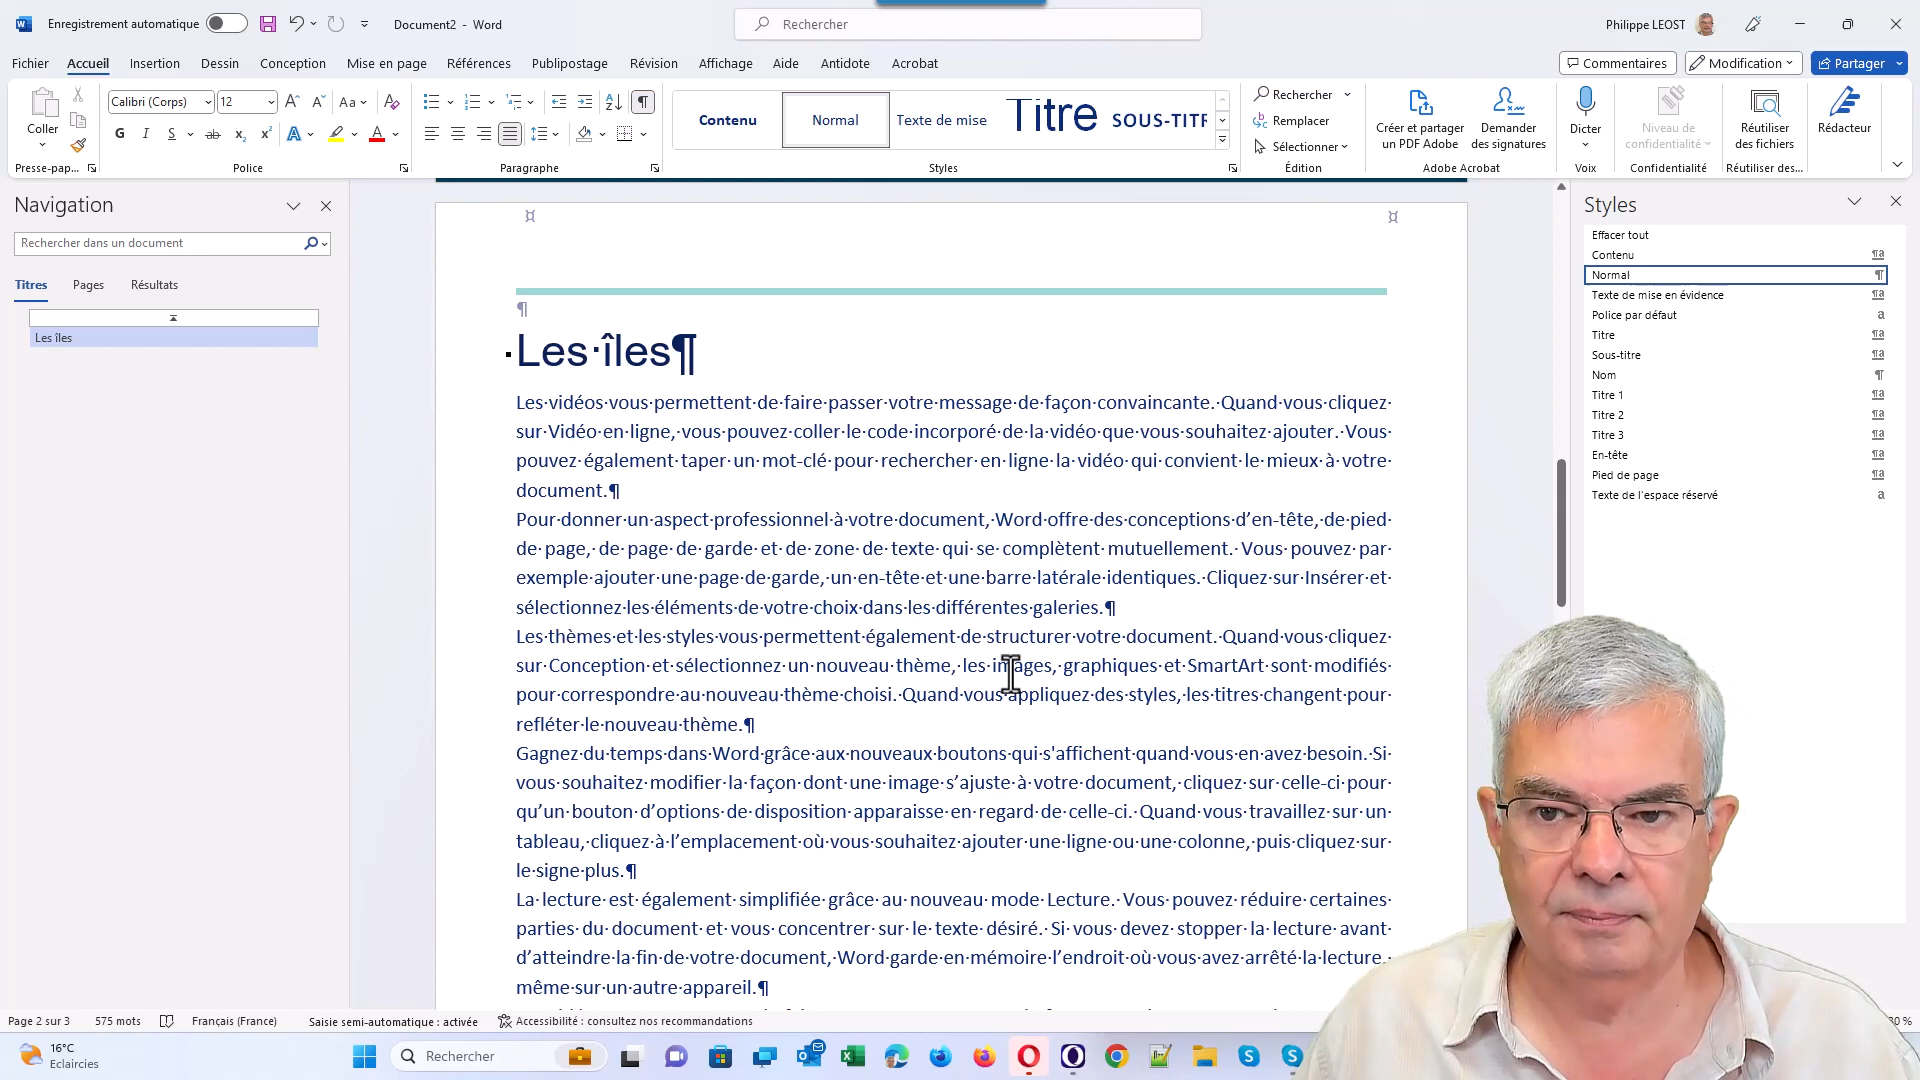 Enregistrement automatique
Document2 - Word
Rechercher
Philippe LEOST
Fichier
Accueil
Insertion
Dessin
Conception
Mise en page
Références
Publipostage
Révision
Affichage
Aide
Antidote
Acrobat
Commentaires
Modification
Partager
Coller
Presse-pap...
Calibri (Corps)
12
Aa
G I S ab x₂ x²
Police
Paragraphe
Contenu
Normal
Texte de mise
Titre
SOUS-TITR
Styles
Rechercher
Remplacer
Sélectionner
Édition
Créer et partager
un PDF Adobe
Demander
des signatures
Adobe Acrobat
Dicter
Voix
Niveau de
confidentialité
Confidentialité
Réutiliser
des fichiers
Réutiliser des...
Rédacteur
Navigation
Rechercher dans un document
Titres
Pages
Résultats
Les îles
¶
Les·îles¶
Les·vidéos·vous·permettent·de·faire·passer·votre·message·de·façon·convaincante.·Quand·vous·cliquez·
sur·Vidéo·en·ligne,·vous·pouvez·coller·le·code·incorporé·de·la·vidéo·que·vous·souhaitez·ajouter.·Vous·
pouvez·également·taper·un·mot-clé·pour·rechercher·en·ligne·la·vidéo·qui·convient·le·mieux·à·votre·
document.¶
Pour·donner·un·aspect·professionnel·à·votre·document,·Word·offre·des·conceptions·d’en-tête,·de·pied·
de·page,·de·page·de·garde·et·de·zone·de·texte·qui·se·complètent·mutuellement.·Vous·pouvez·par·
exemple·ajouter·une·page·de·garde,·un·en-tête·et·une·barre·latérale·identiques.·Cliquez·sur·Insérer·et·
sélectionnez·les·éléments·de·votre·choix·dans·les·différentes·galeries.¶
Les·thèmes·et·les·styles·vous·permettent·également·de·structurer·votre·document.·Quand·vous·cliquez·
sur·Conception·et·sélectionnez·un·nouveau·thème,·les·images,·graphiques·et·SmartArt·sont·modifiés·
pour·correspondre·au·nouveau·thème·choisi.·Quand·vous·appliquez·des·styles,·les·titres·changent·pour·
refléter·le·nouveau·thème.¶
Gagnez·du·temps·dans·Word·grâce·aux·nouveaux·boutons·qui·s'affichent·quand·vous·en·avez·besoin.·Si·
vous·souhaitez·modifier·la·façon·dont·une·image·s’ajuste·à·votre·document,·cliquez·sur·celle-ci·pour·
qu’un·bouton·d’options·de·disposition·apparaisse·en·regard·de·celle-ci.·Quand·vous·travaillez·sur·un·
tableau,·cliquez·à·l’emplacement·où·vous·souhaitez·ajouter·une·ligne·ou·une·colonne,·puis·cliquez·sur·
le·signe·plus.¶
La·lecture·est·également·simplifiée·grâce·au·nouveau·mode·Lecture.·Vous·pouvez·réduire·certaines·
parties·du·document·et·vous·concentrer·sur·le·texte·désiré.·Si·vous·devez·stopper·la·lecture·avant·
d’atteindre·la·fin·de·votre·document,·Word·garde·en·mémoire·l’endroit·où·vous·avez·arrêté·la·lecture,·
même·sur·un·autre·appareil.¶
Styles
Effacer tout
Contenu
Normal
Texte de mise en évidence
Police par défaut
Titre
Sous-titre
Nom
Titre 1
Titre 2
Titre 3
En-tête
Pied de page
Texte de l'espace réservé
Page 2 sur 3
575 mots
Français (France)
Saisie semi-automatique : activée
Accessibilité : consultez nos recommandations
16°C
Eclaircies
Rechercher